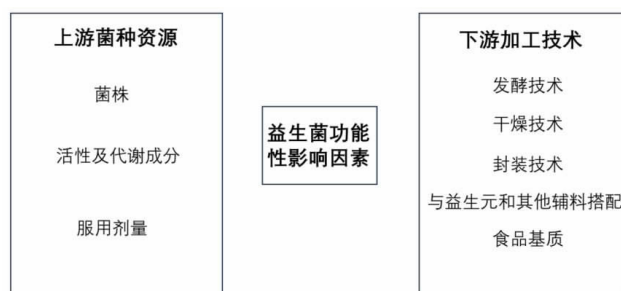 上游菌种资源
菌株
活性及代谢成分
服用剂量
益生菌功能
性影响因素
下游加工技术
发酵技术
干燥技术
封装技术
与益生元和其他辅料搭配
食品基质